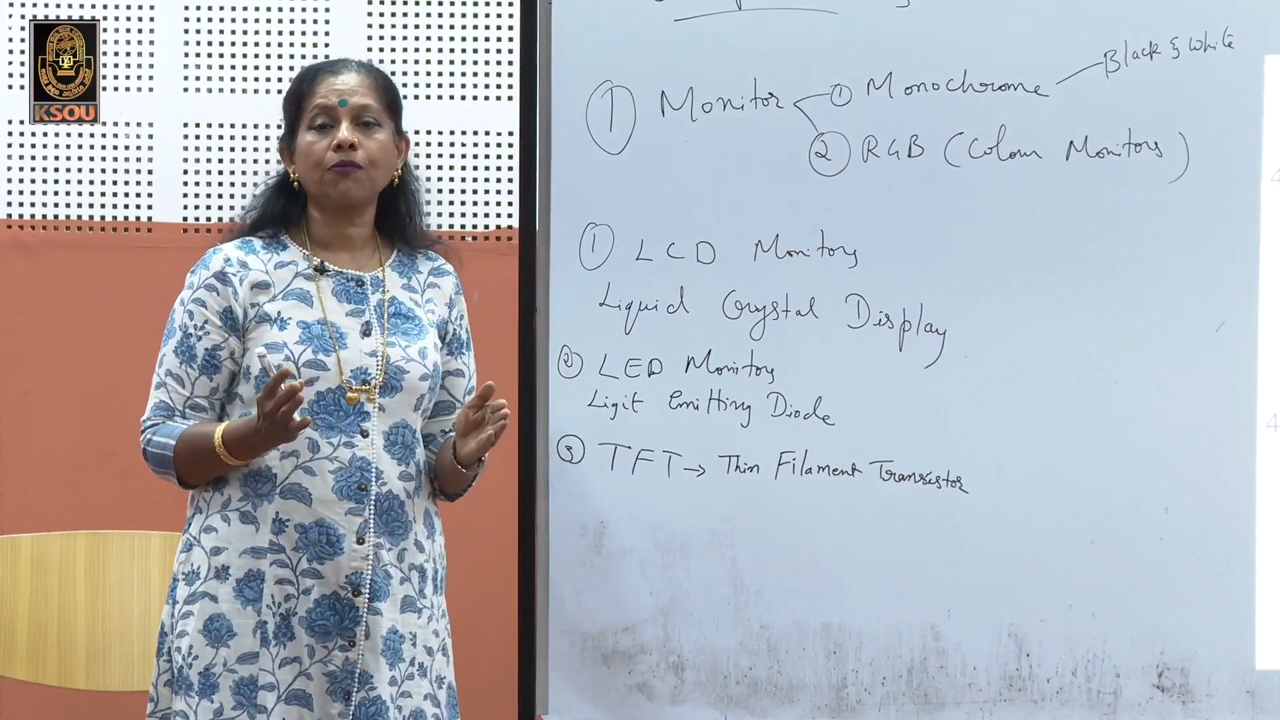 KSOU
① Monitor ① Monochrome Black & White
② RGB (Colour Monitors)
① LCD Monitors
Liquid Crystal Display
② LED Monitors
Ligit Emitting Diode
③ TFT → Thin Filament Transistor